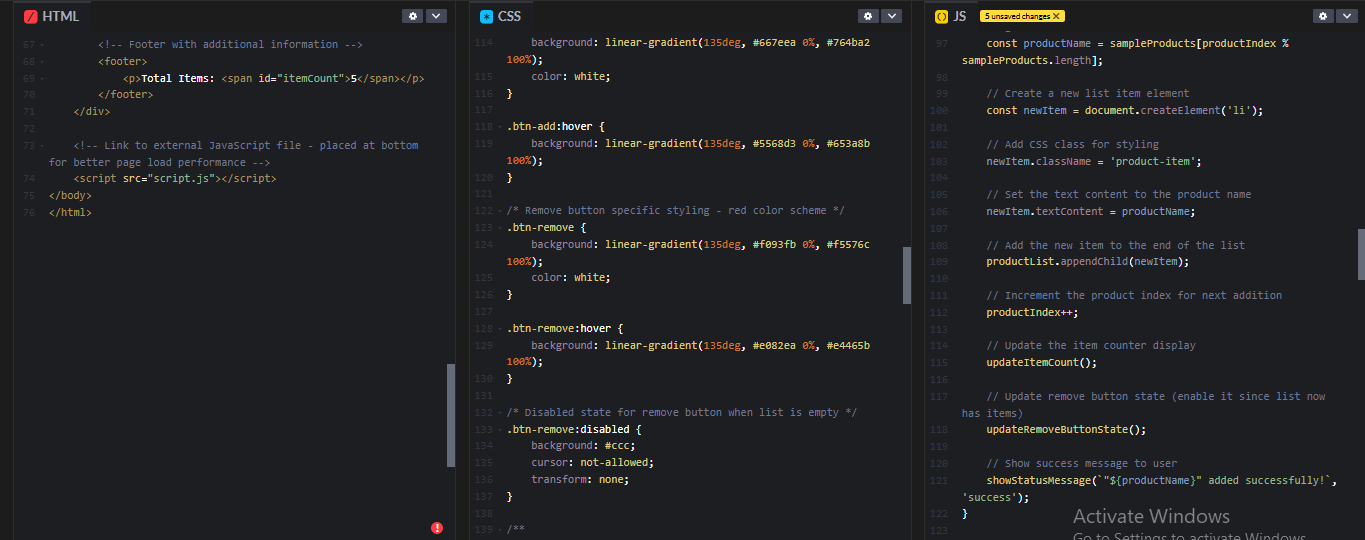 HTML
67 <!-- Footer with additional information -->
68 <footer>
69 <p>Total Items: <span id="itemCount">5</span></p>
70 </footer>
71 </div>
72
73 <!-- Link to external JavaScript file - placed at bottom
for better page load performance -->
74 <script src="script.js"></script>
75 </body>
76 </html>
CSS
114 background: linear-gradient(135deg, #667eea 0%, #764ba2
100%);
115 color: white;
116 }
117
118 .btn-add:hover {
119 background: linear-gradient(135deg, #5568d3 0%, #653a8b
100%);
120 }
121
122 /* Remove button specific styling - red color scheme */
123 .btn-remove {
124 background: linear-gradient(135deg, #f093fb 0%, #f5576c
100%);
125 color: white;
126 }
127
128 .btn-remove:hover {
129 background: linear-gradient(135deg, #e082ea 0%, #e4465b
100%);
130 }
131
132 /* Disabled state for remove button when list is empty */
133 .btn-remove:disabled {
134 background: #ccc;
135 cursor: not-allowed;
136 transform: none;
137 }
138
139 /**
JS
5 unsaved changes ×
97 const productName = sampleProducts[productIndex %
sampleProducts.length];
98
99 // Create a new list item element
100 const newItem = document.createElement('li');
101
102 // Add CSS class for styling
103 newItem.className = 'product-item';
104
105 // Set the text content to the product name
106 newItem.textContent = productName;
107
108 // Add the new item to the end of the list
109 productList.appendChild(newItem);
110
111 // Increment the product index for next addition
112 productIndex++;
113
114 // Update the item counter display
115 updateItemCount();
116
117 // Update remove button state (enable it since list now
has items)
118 updateRemoveButtonState();
119
120 // Show success message to user
121 showStatusMessage(`"${productName}" added successfully!`,
'success');
122 }
123
Activate Windows
Go to Settings to activate Windows.